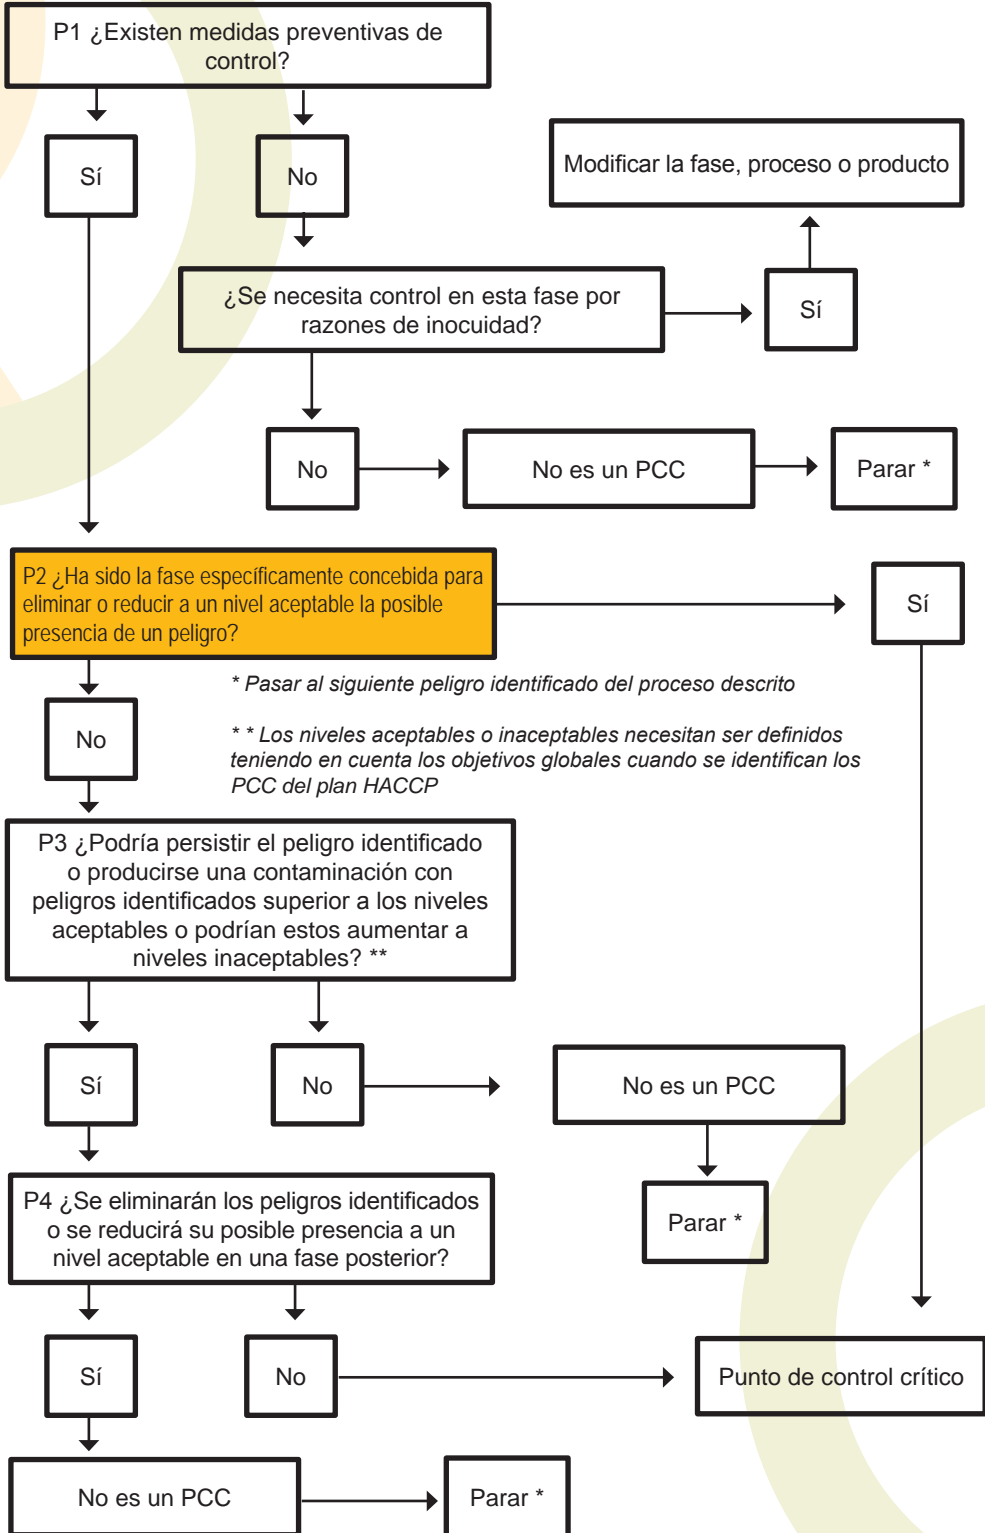 P1 ¿Existen medidas preventivas de
control?
Sí
No
Modificar la fase, proceso o producto
¿Se necesita control en esta fase por
razones de inocuidad?
Sí
No
No es un PCC
Parar *
P2 ¿Ha sido la fase específicamente concebida para
eliminar o reducir a un nivel aceptable la posible
presencia de un peligro?
Sí
* Pasar al siguiente peligro identificado del proceso descrito
No
* * Los niveles aceptables o inaceptables necesitan ser definidos
teniendo en cuenta los objetivos globales cuando se identifican los
PCC del plan HACCP
P3 ¿Podría persistir el peligro identificado
o producirse una contaminación con
peligros identificados superior a los niveles
aceptables o podrían estos aumentar a
niveles inaceptables? **
Sí
No
No es un PCC
P4 ¿Se eliminarán los peligros identificados
o se reducirá su posible presencia a un
nivel aceptable en una fase posterior?
Parar *
Sí
No
Punto de control crítico
No es un PCC
Parar *